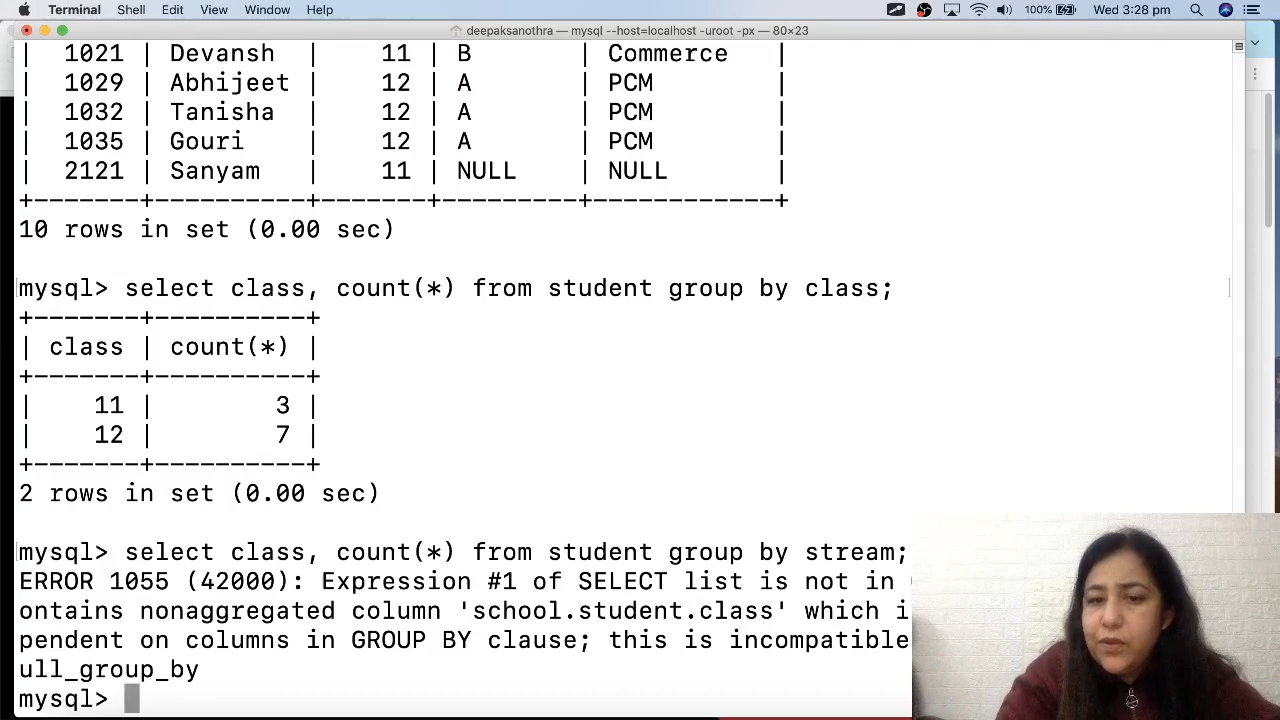 Terminal Shell Edit View Window Help 100% Wed 3:28 pm
deepaksanothra — mysql --host=localhost -uroot -px — 80×23
| 1021 | Devansh | 11 | B | Commerce |
| 1029 | Abhijeet | 12 | A | PCM |
| 1032 | Tanisha | 12 | A | PCM |
| 1035 | Gouri | 12 | A | PCM |
| 2121 | Sanyam | 11 | NULL | NULL |
+-------+----------+-------+---------+------------+
10 rows in set (0.00 sec)
mysql> select class, count(*) from student group by class;
+-------+----------+
| class | count(*) |
+-------+----------+
| 11 | 3 |
| 12 | 7 |
+-------+----------+
2 rows in set (0.00 sec)
mysql> select class, count(*) from student group by stream;
ERROR 1055 (42000): Expression #1 of SELECT list is not in
ontains nonaggregated column 'school.student.class' which i
pendent on columns in GROUP BY clause; this is incompatible
ull_group_by
mysql>